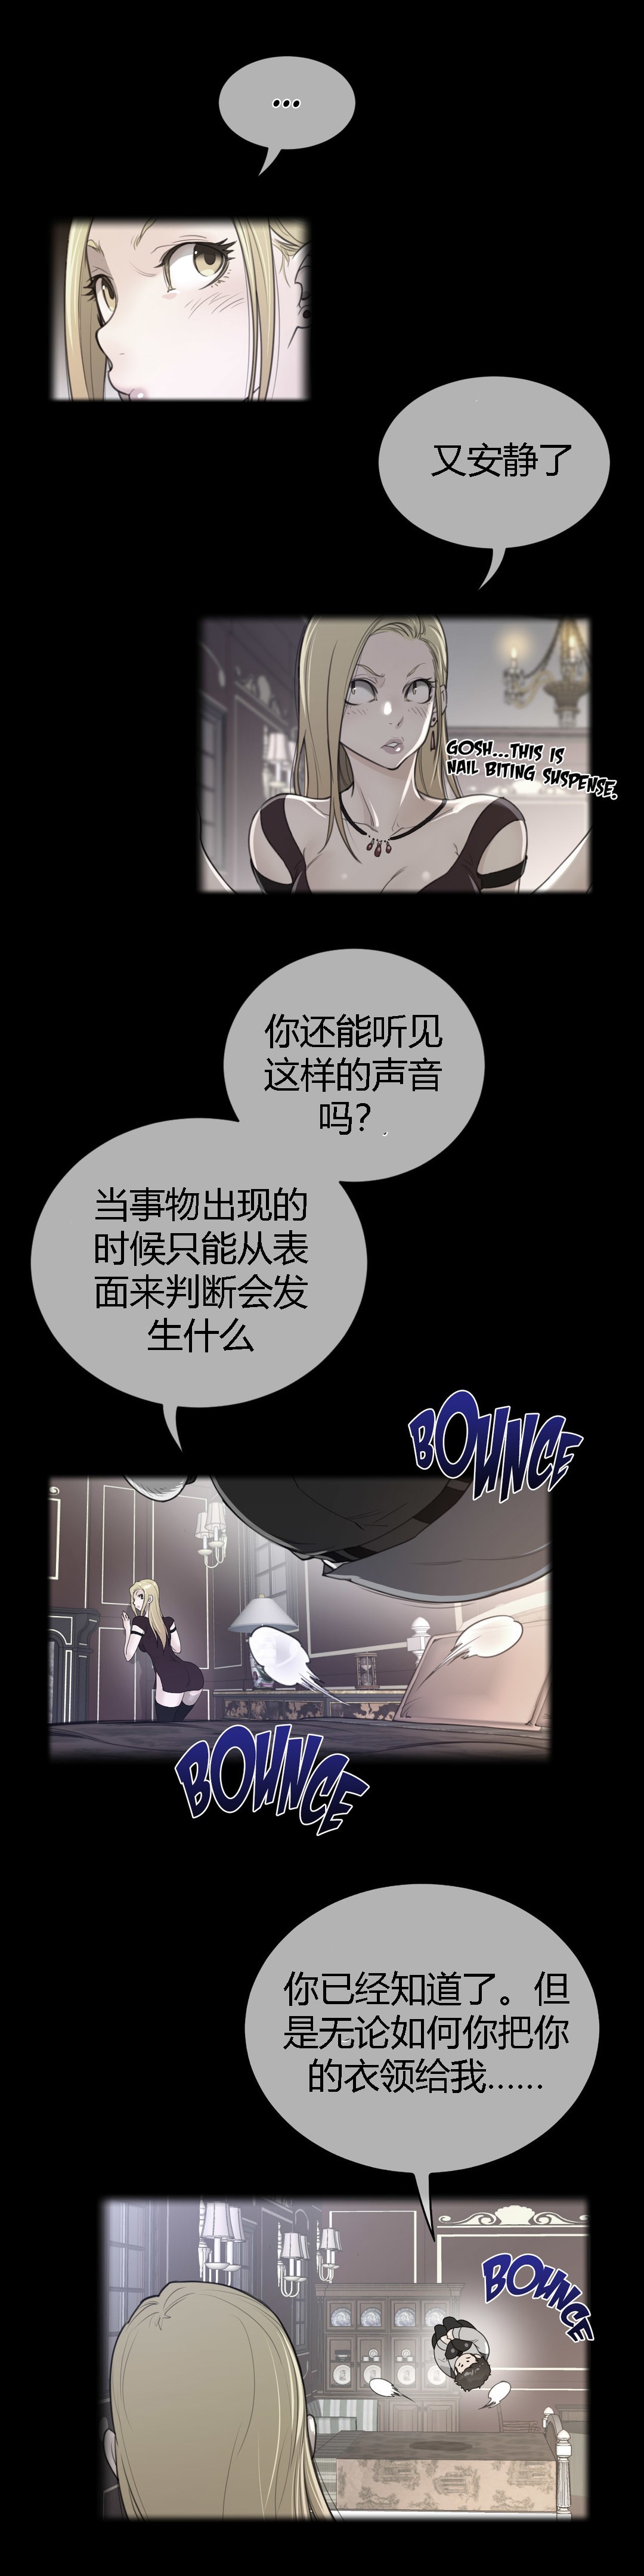 ...
又安静了
GOSH...THIS IS
NAIL BITING SUSPENSE.
你还能听见
这样的声音
吗？
当事物出现的
时候只能从表
面来判断会发
生什么
BOUNCE
BOUNCE
你已经知道了。但
是无论如何你把你
的衣领给我......
BOUNCE